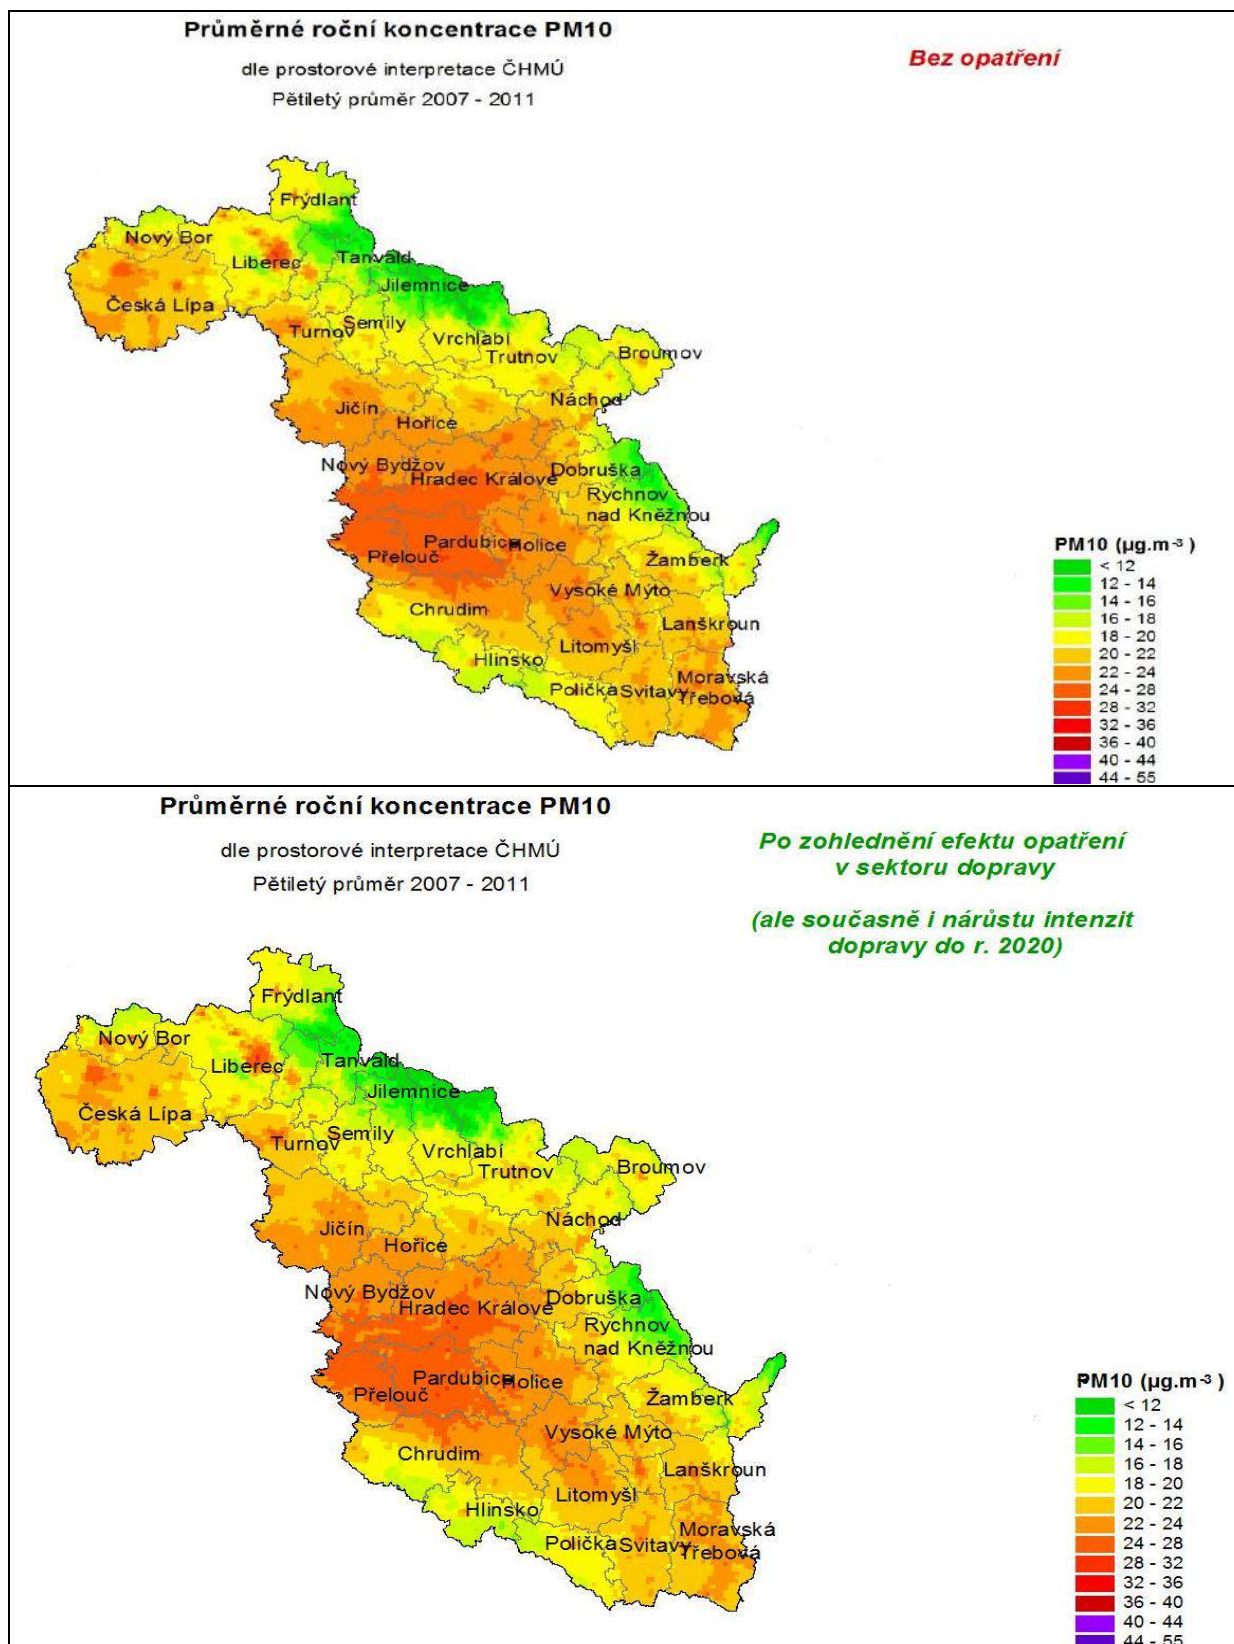 Průměrné roční koncentrace PM10
dle prostorové interpretace ČHMÚ
Pětiletý průměr 2007 - 2011
Bez opatření
Frýdlant
Nový Bor
Liberec
Tanvald
Jilemnice
Česká Lípa
Turnov
Semily
Vrchlabí
Trutnov
Broumov
Náchod
Jičín
Hořice
Nový Bydžov
Hradec Králové
Dobruška
Rychnov
nad Kněžnou
Pardubice
Holice
Přelouč
Žamberk
Vysoké Mýto
Chrudim
Lanškroun
Litomyšl
Hlinsko
Moravská
Třebová
Polička
Svitavy
PM10 (µg.m-3)
< 12
12 - 14
14 - 16
16 - 18
18 - 20
20 - 22
22 - 24
24 - 28
28 - 32
32 - 36
36 - 40
40 - 44
44 - 55
Průměrné roční koncentrace PM10
dle prostorové interpretace ČHMÚ
Pětiletý průměr 2007 - 2011
Po zohlednění efektu opatření
v sektoru dopravy
(ale současně i nárůstu intenzit
dopravy do r. 2020)
Frýdlant
Nový Bor
Liberec
Tanvald
Jilemnice
Česká Lípa
Turnov
Semily
Vrchlabí
Trutnov
Broumov
Náchod
Jičín
Hořice
Nový Bydžov
Hradec Králové
Dobruška
Rychnov
nad Kněžnou
Pardubice
Holice
Přelouč
Žamberk
Vysoké Mýto
Chrudim
Lanškroun
Litomyšl
Hlinsko
Moravská
Třebová
Polička
Svitavy
PM10 (µg.m-3 )
< 12
12 - 14
14 - 16
16 - 18
18 - 20
20 - 22
22 - 24
24 - 28
28 - 32
32 - 36
36 - 40
40 - 44
44 - 55